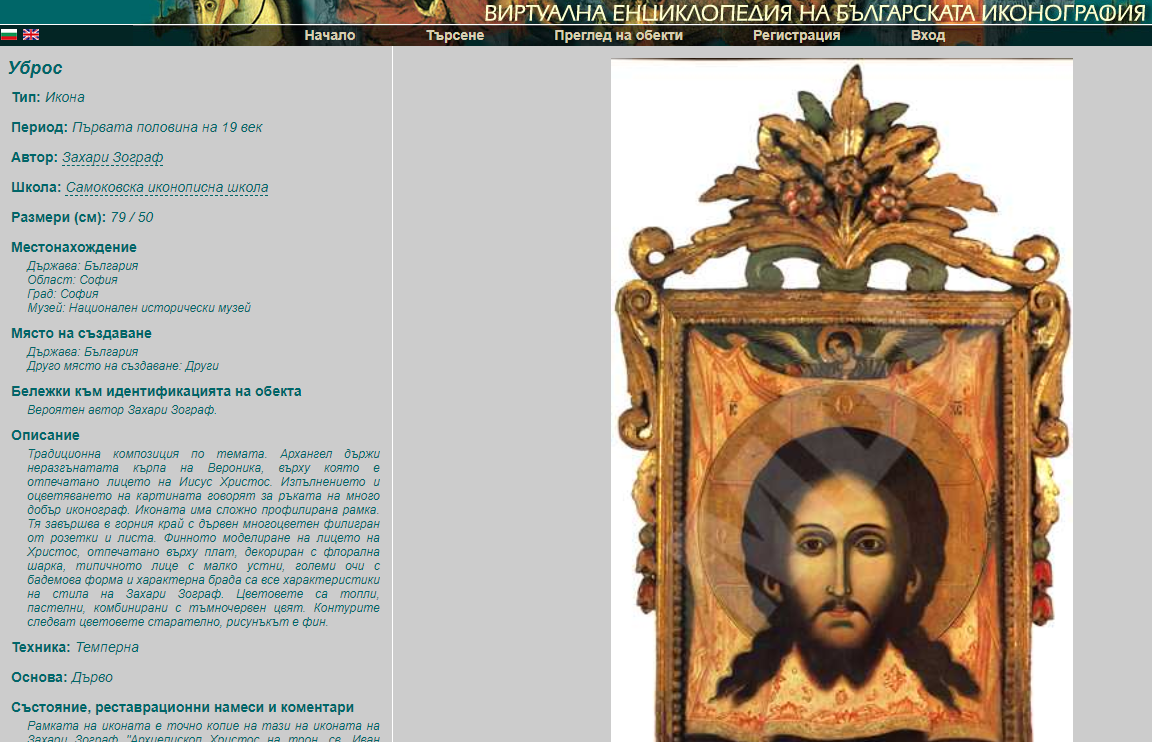 ВИРТУАЛНА ЕНЦИКЛОПЕДИЯ НА БЪЛГАРСКАТА ИКОНОГРАФИЯ
Начало Търсене Преглед на обекти Регистрация Вход
Уброс
Тип: Икона
Период: Първата половина на 19 век
Автор: Захари Зограф
Школа: Самоковска иконописна школа
Размери (см): 79 / 50
Местонахождение
Държава: България
Област: София
Град: София
Музей: Национален исторически музей
Място на създаване
Държава: България
Друго място на създаване: Други
Бележки към идентификацията на обекта
Вероятен автор Захари Зограф.
Описание
Традиционна композиция по темата. Архангел държи
неразгънатата кърпа на Вероника, върху която е
отпечатано лицето на Иисус Христос. Изпълнението и
оцветяването на картината говорят за ръката на много
добър иконограф. Иконата има сложно профилирана рамка.
Тя завършва в горния край с дървен многоцветен филигран
от розетки и листа. Финното моделиране на лицето на
Христос, отпечатано върху плат, декориран с флорална
шарка, типичното лице с малко устни, големи очи с
бадемова форма и характерна брада са все характеристики
на стила на Захари Зограф. Цветовете са топли,
пастелни, комбинирани с тъмночервен цвят. Контурите
следват цветовете старателно, рисунъкът е фин.
Техника: Темперна
Основа: Дърво
Състояние, реставрационни намеси и коментари
Рамката на иконата е точно копие на тази на иконата на
Захари Зограф "Архиепископ Христос на трон, св. Иван